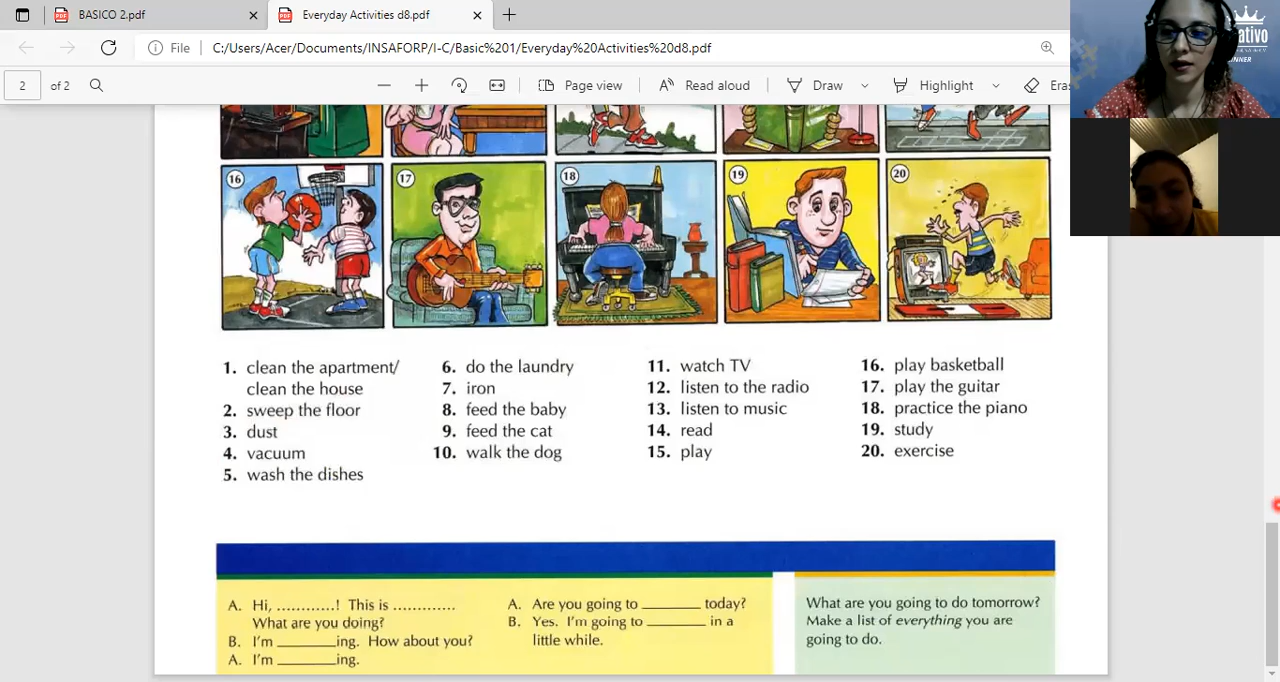 BASICO 2.pdf
Everyday Activities d8.pdf
File C:/Users/Acer/Documents/INSAFORP/I-C/Basic%201/Everyday%20Activities%20d8.pdf
2 of 2 Page view Read aloud Draw Highlight
16 17 18 19 20
1. clean the apartment/
clean the house
2. sweep the floor
3. dust
4. vacuum
5. wash the dishes
6. do the laundry
7. iron
8. feed the baby
9. feed the cat
10. walk the dog
11. watch TV
12. listen to the radio
13. listen to music
14. read
15. play
16. play basketball
17. play the guitar
18. practice the piano
19. study
20. exercise
A. Hi, ............! This is .............
What are you doing?
B. I'm ________ing. How about you?
A. I'm ________ing.
A. Are you going to ________ today?
B. Yes. I'm going to ________ in a
little while.
What are you going to do tomorrow?
Make a list of everything you are
going to do.